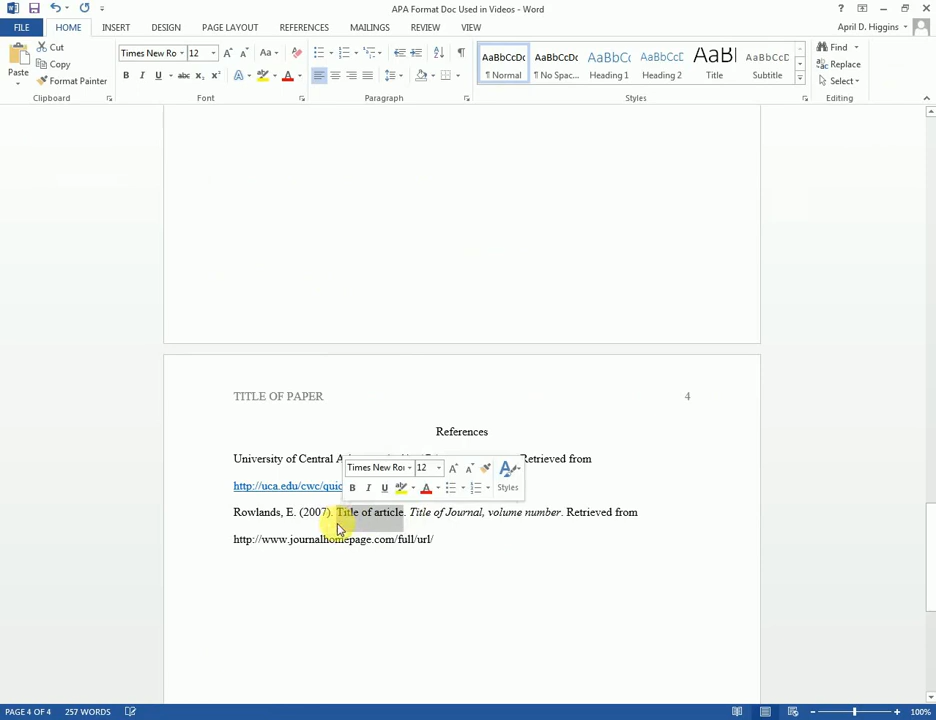 APA Format Doc Used in Videos - Word
FILE HOME INSERT DESIGN PAGE LAYOUT REFERENCES MAILINGS REVIEW VIEW April D. Higgins
Paste
Cut
Copy
Format Painter
Clipboard
Times New Ro 12
Font
Paragraph
AaBbCcDc AaBbCcDc AaBbCc AaBbCcC AaBl AaBbCcD
¶ Normal ¶ No Spac... Heading 1 Heading 2 Title Subtitle
Styles
Find
Replace
Select
Editing
TITLE OF PAPER 4
References
University of Central Retrieved from
http://uca.edu/cwc/quic
Times New Roi 12
Styles
Rowlands, E. (2007). Title of article. Title of Journal, volume number. Retrieved from
http://www.journalhomepage.com/full/url/
PAGE 4 OF 4 257 WORDS 100%